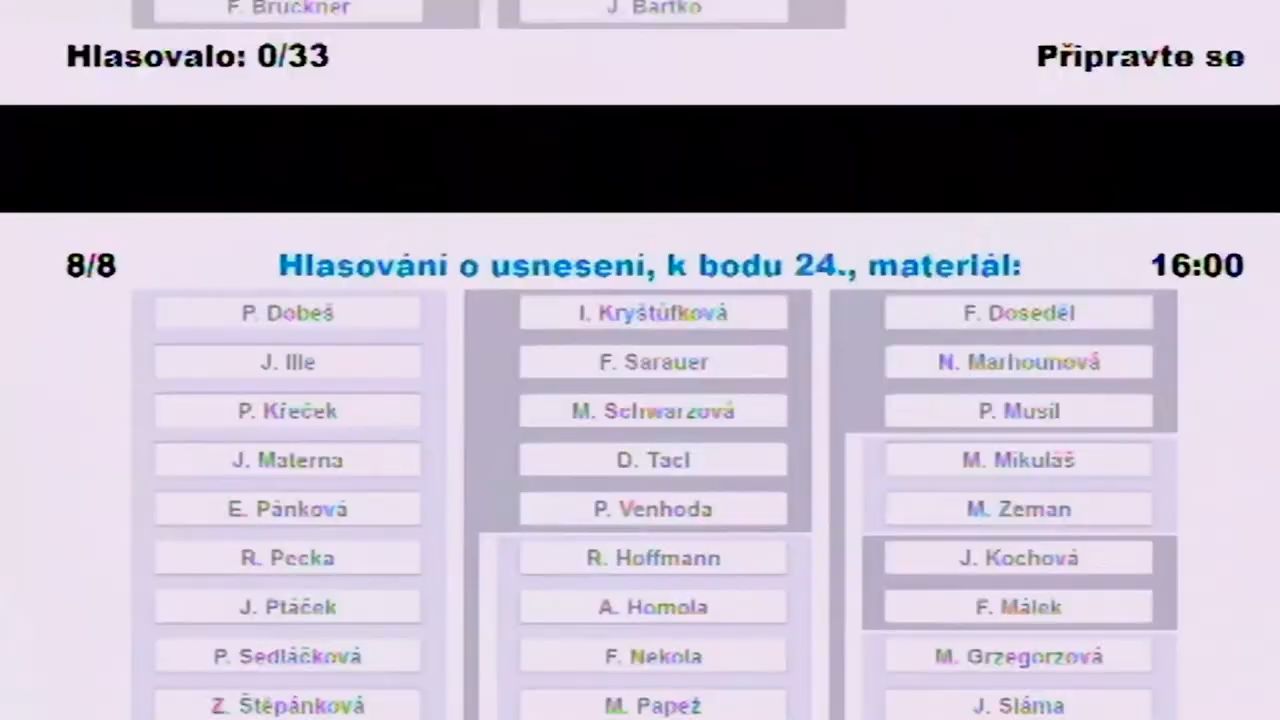 F. Brückner J. Bartko
Hlasovalo: 0/33 Připravte se
8/8 Hlasování o usnesení, k bodu 24., materiál: 16:00
P. Dobeš I. Kryštůfková F. Doseděl
J. Ille F. Sarauer N. Marhounová
P. Křeček M. Schwarzová P. Musil
J. Materna D. Tacl M. Mikuláš
E. Pánková P. Venhoda M. Zeman
R. Pecka R. Hoffmann J. Kochová
J. Ptáček A. Homola F. Málek
P. Sedláčková F. Nekola M. Grzegorzová
Z. Štěpánková M. Papež J. Sláma